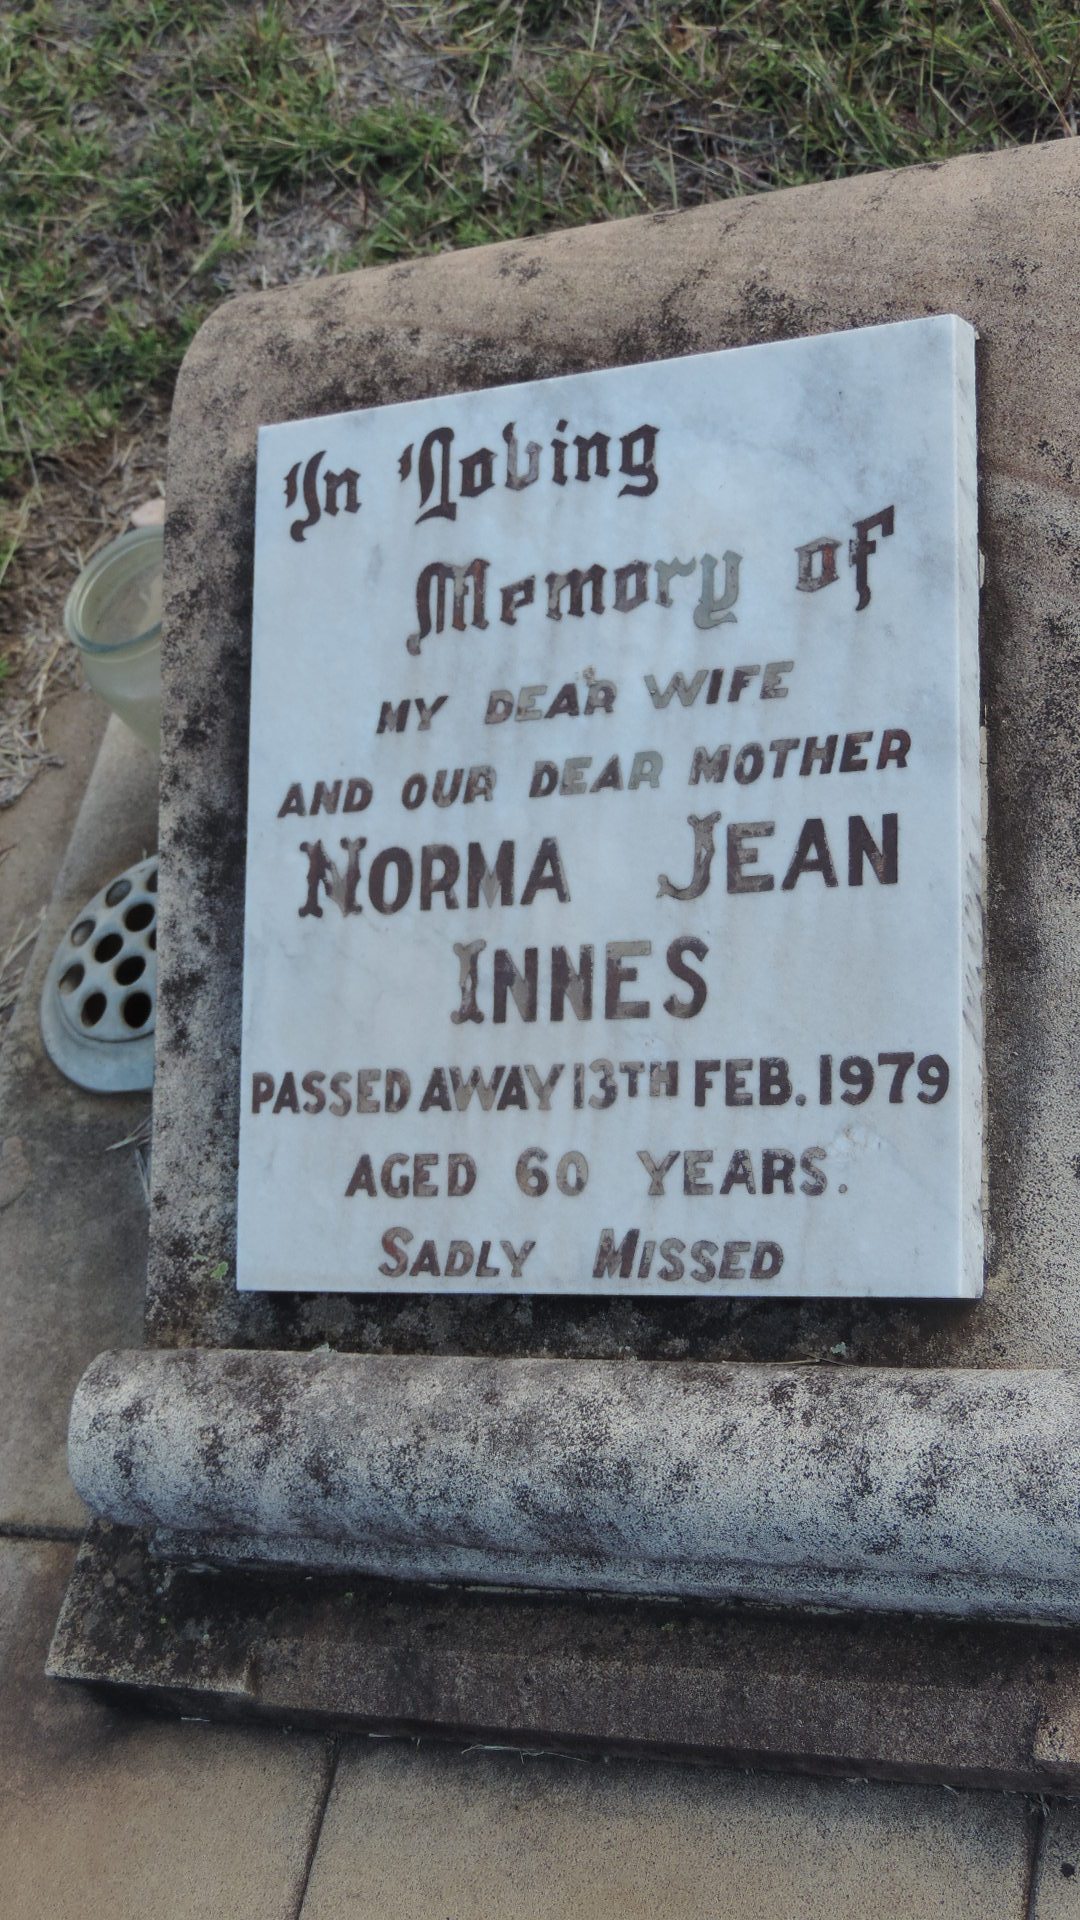 In Loving
Memory of
MY DEAR WIFE
AND OUR DEAR MOTHER
NORMA JEAN
INNES
PASSED AWAY 13TH FEB. 1979
AGED 60 YEARS.
SADLY MISSED